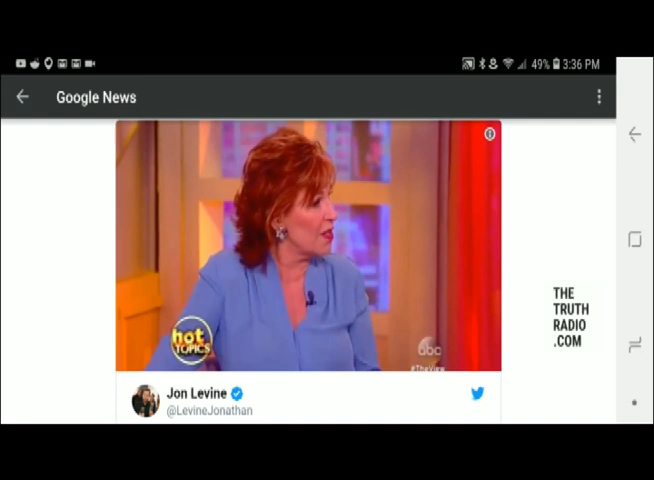 49% 3:36 PM
Google News
hot
TOPICS
abc
#TheView
THE
TRUTH
RADIO
.COM
Jon Levine
@LevineJonathan